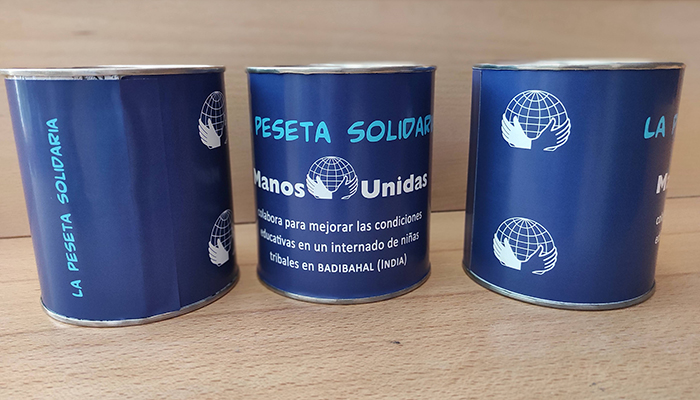 LA PESETA SOLIDARIA
PESETA SOLIDAR
Manos Unidas
colabora para mejorar las condiciones
educativas en un internado de niñas
tribales en BADIBAHAL (INDIA)
LA